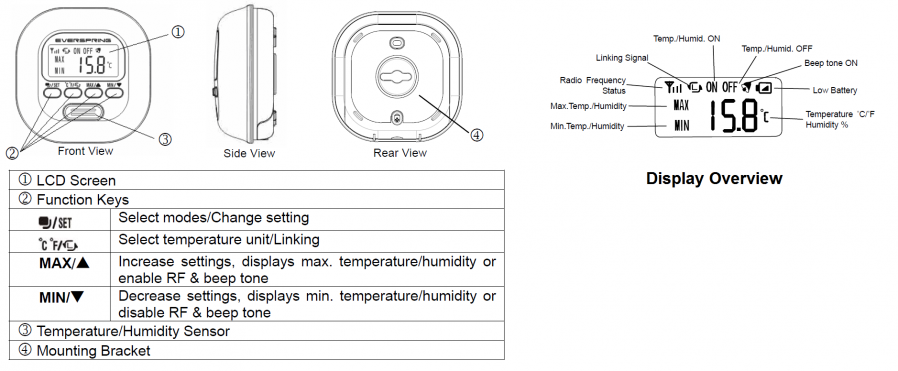 EVERSPRING
ON OFF
MAX
MIN
15.8 °C
/SET °C °F/ MAX/▲ MIN/▼
①
③
②
④
Front View
Side View
Rear View
① LCD Screen
② Function Keys
/SET Select modes/Change setting
°C °F/ Select temperature unit/Linking
MAX/▲ Increase settings, displays max. temperature/humidity or
enable RF & beep tone
MIN/▼ Decrease settings, displays min. temperature/humidity or
disable RF & beep tone
③ Temperature/Humidity Sensor
④ Mounting Bracket
Temp./Humid. ON
Temp./Humid. OFF
Linking Signal
Beep tone ON
Radio Frequency
Status
Low Battery
Max.Temp./Humidity
Min.Temp./Humidity
Temperature °C/°F
Humidity %
ON OFF
MAX
MIN
15.8 °C
Display Overview